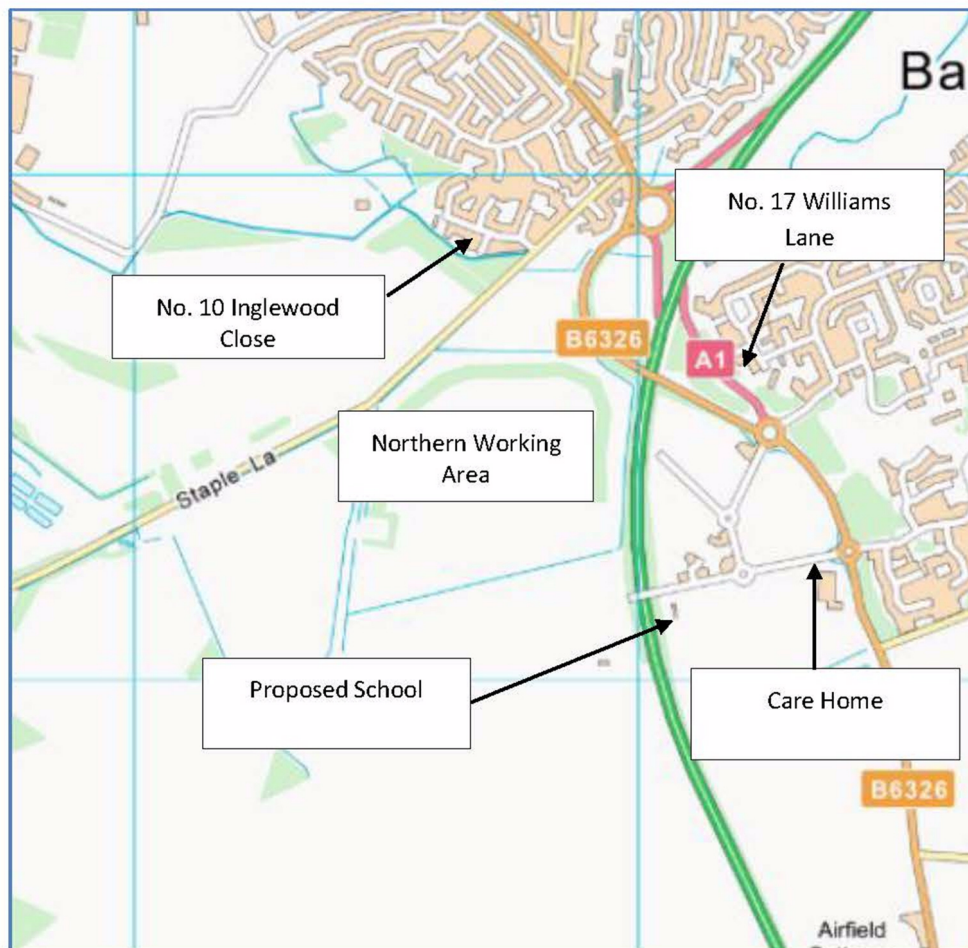 Ba
No. 17 Williams
Lane
No. 10 Inglewood
Close
B6326
A1
Northern Working
Area
Staple La
Proposed School
Care Home
B6326
Airfield